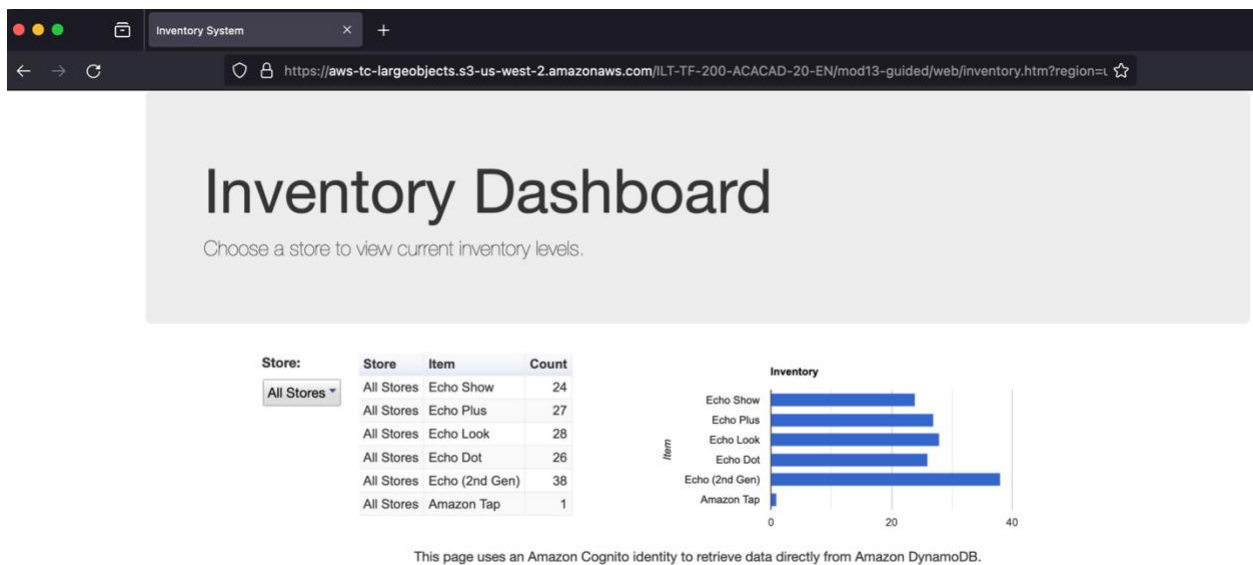 Inventory System
https://aws-tc-largeobjects.s3-us-west-2.amazonaws.com/ILT-TF-200-ACACAD-20-EN/mod13-guided/web/inventory.htm?region=
Inventory Dashboard
Choose a store to view current inventory levels.
Store:
All Stores
Store Item Count
All Stores Echo Show 24
All Stores Echo Plus 27
All Stores Echo Look 28
All Stores Echo Dot 26
All Stores Echo (2nd Gen) 38
All Stores Amazon Tap 1
Inventory
Item
Echo Show
Echo Plus
Echo Look
Echo Dot
Echo (2nd Gen)
Amazon Tap
0 20 40
This page uses an Amazon Cognito identity to retrieve data directly from Amazon DynamoDB.